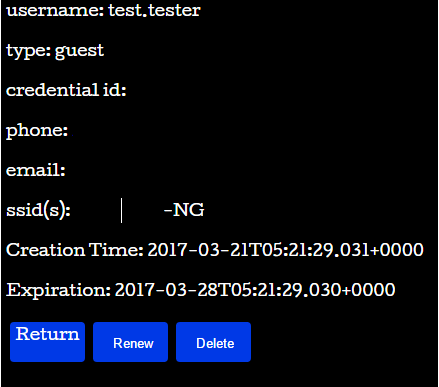 username: test.tester
type: guest
credential id:
phone:
email:
ssid(s): -NG
Creation Time: 2017-03-21T05:21:29.031+0000
Expiration: 2017-03-28T05:21:29.030+0000
Return Renew Delete